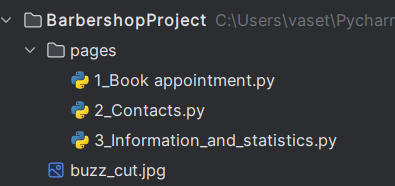 BarbershopProject C:\Users\vaset\Pycharm
pages
1_Book appointment.py
2_Contacts.py
3_Information_and_statistics.py
buzz_cut.jpg